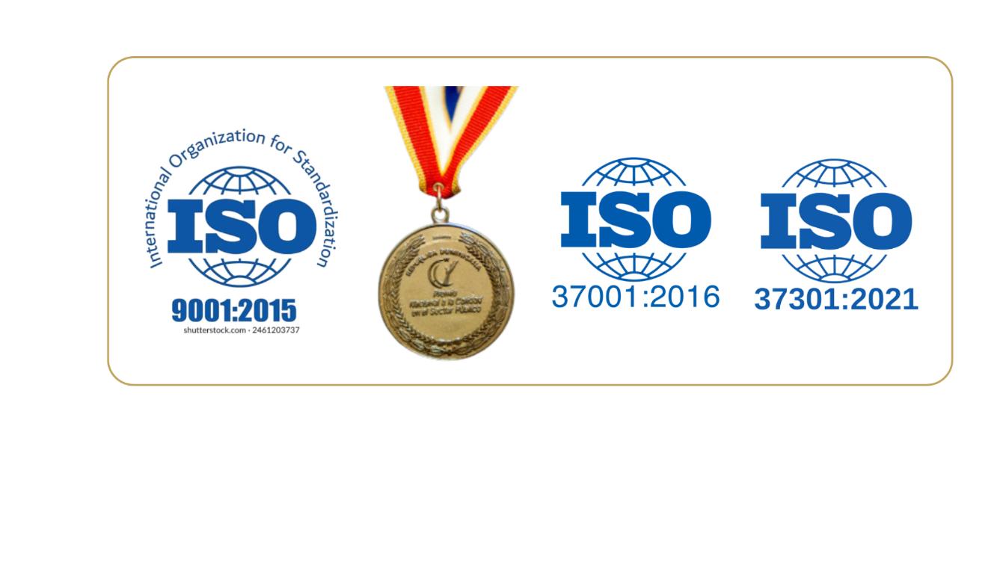 International Organization for Standardization
ISO
9001:2015
shutterstock.com · 2461203737
REPÚBLICA DOMINICANA
Premio
Nacional a la Calidad
en el Sector Público
ISO
37001:2016
ISO
37301:2021